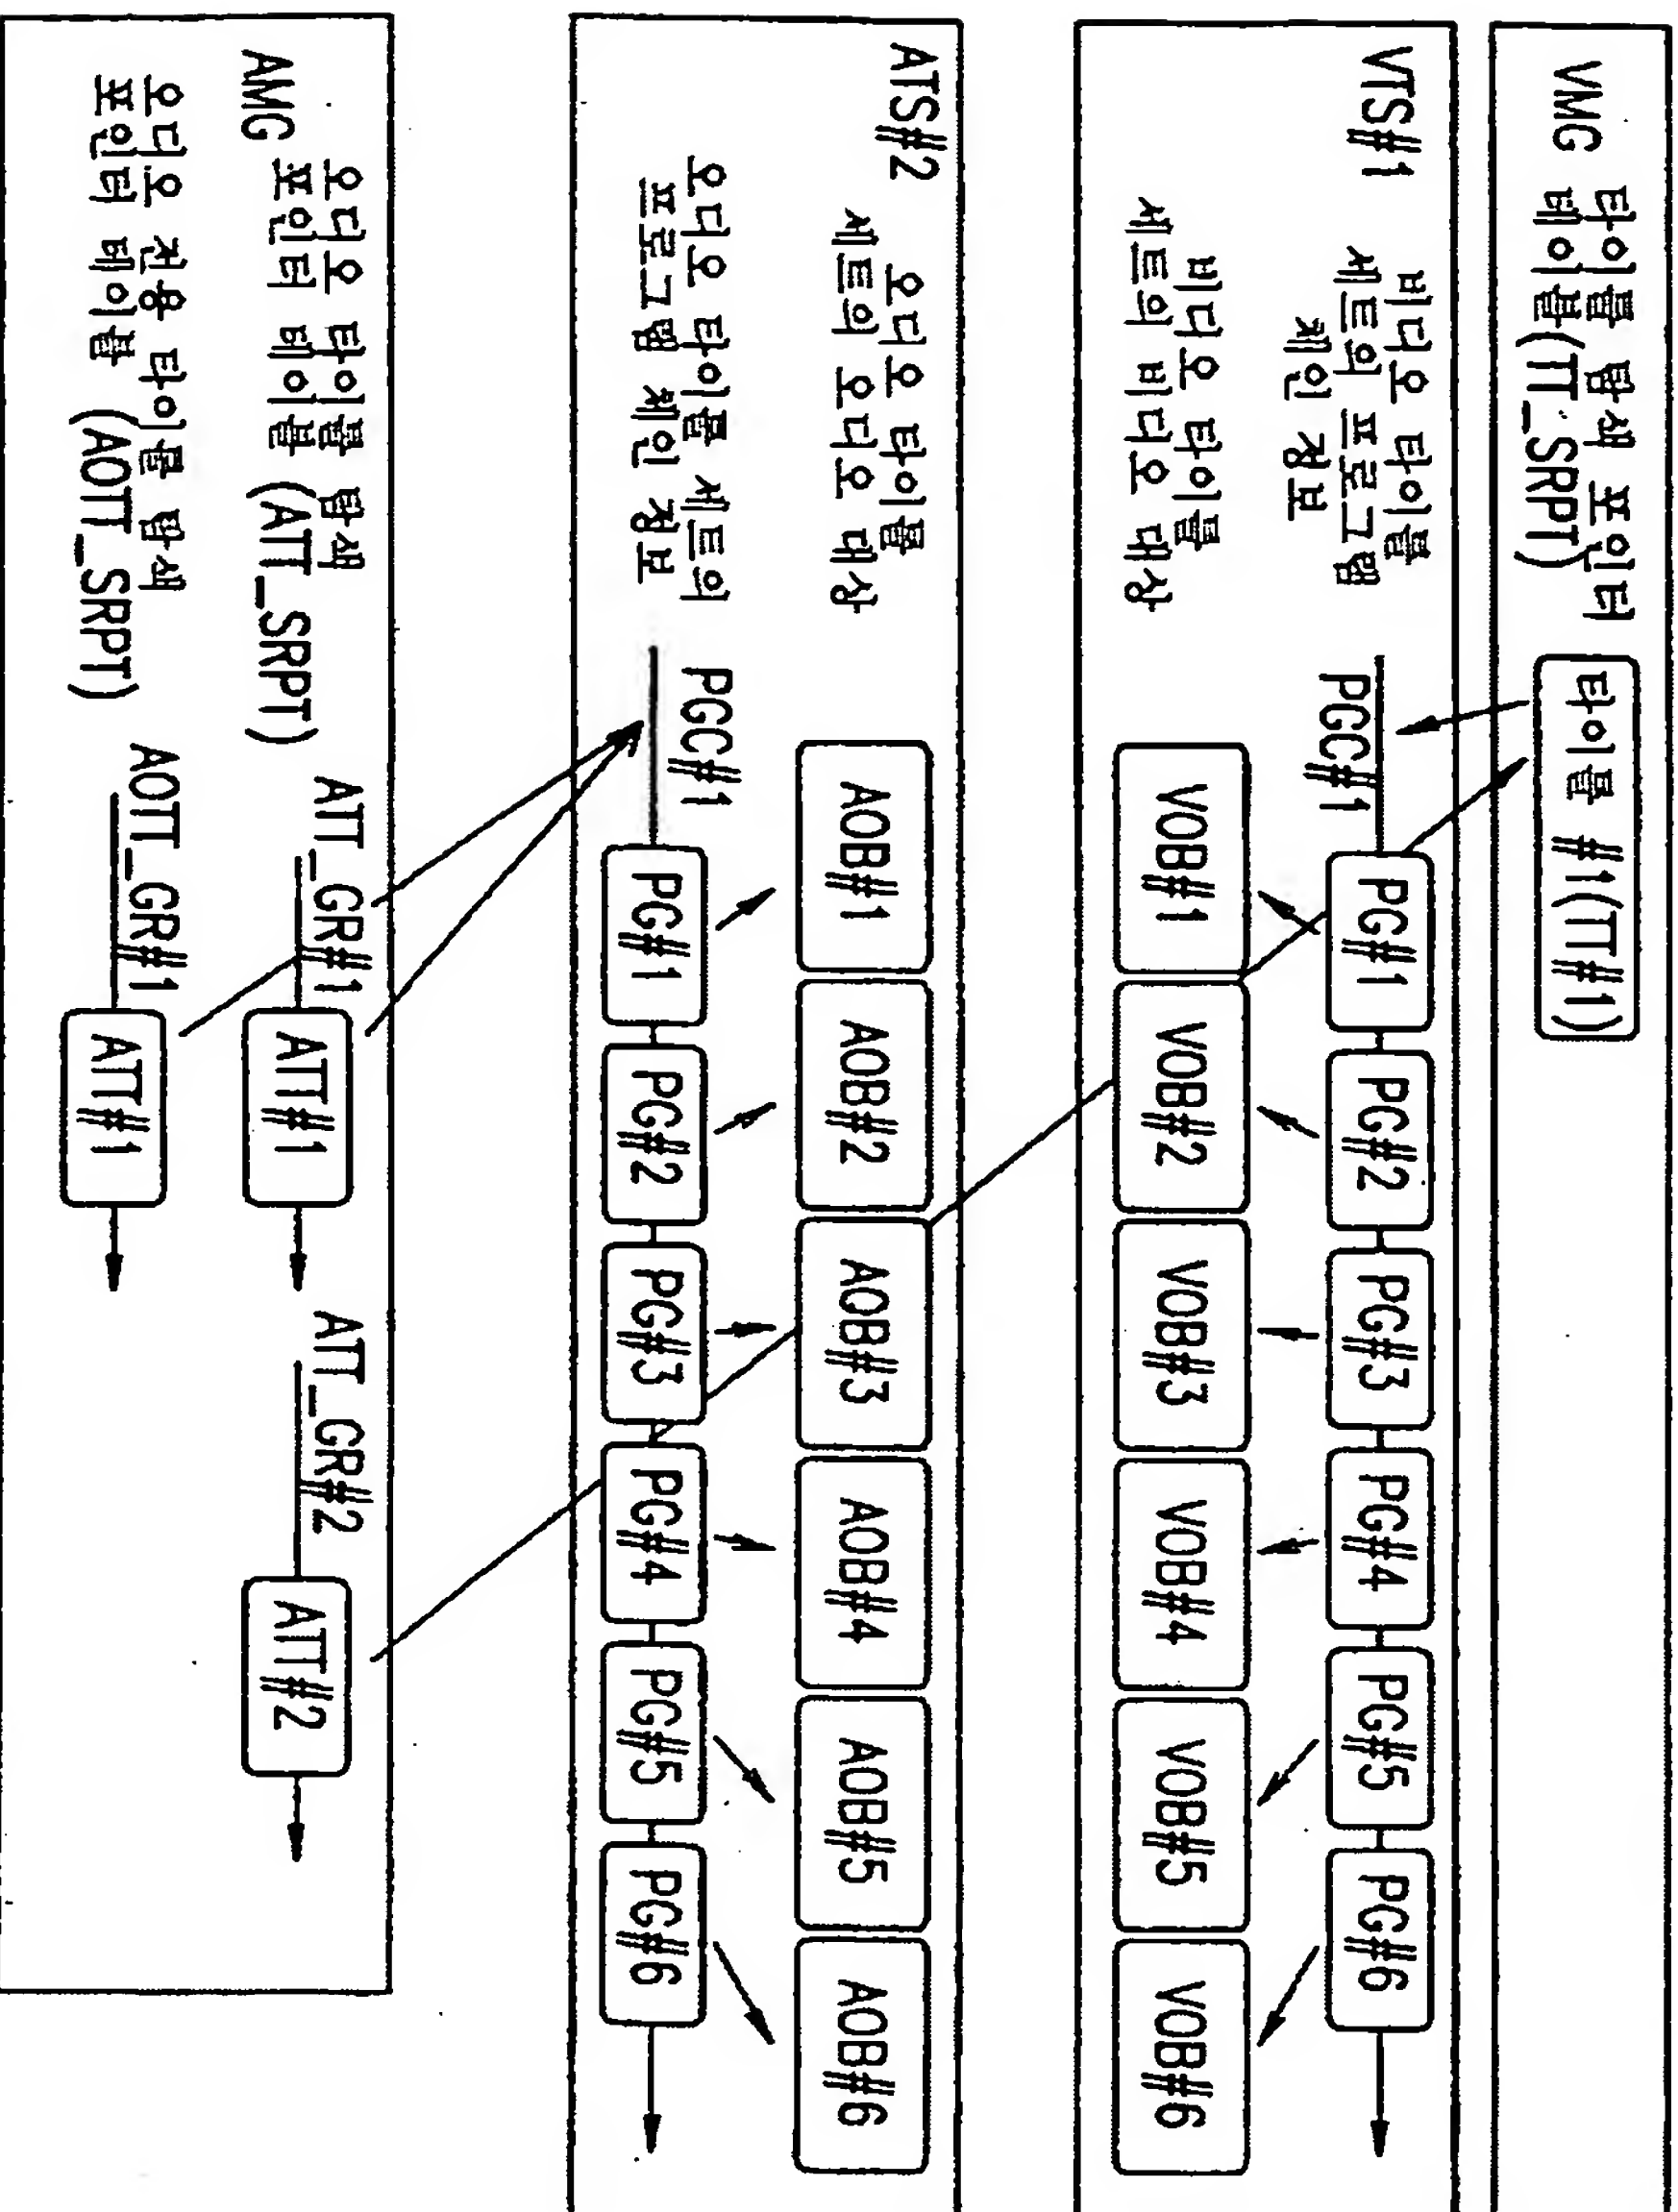 VMG
타이틀 탐색 포인터
테이블(TT_SRPT)
타이틀 #1(TT#1)
VTS#1
비디오 타이틀
세트의 프로그램
체인 정보
PGC#1
PG#1
PG#2
PG#3
PG#4
PG#5
PG#6
비디오 타이틀
세트의 비디오 대상
VOB#1
VOB#2
VOB#3
VOB#4
VOB#5
VOB#6
ATS#2
오디오 타이틀
세트의 오디오 대상
AOB#1
AOB#2
AOB#3
AOB#4
AOB#5
AOB#6
오디오 타이틀 세트의
프로그램 체인 정보
PGC#1
PG#1
PG#2
PG#3
PG#4
PG#5
PG#6
AMG
오디오 타이틀 탐색
포인터 테이블 (ATT_SRPT)
ATT_GR#1
ATT#1
ATT_GR#2
ATT#2
오디오 전용 타이틀 탐색
포인터 테이블 (AOTT_SRPT)
AOTT_GR#1
ATT#1